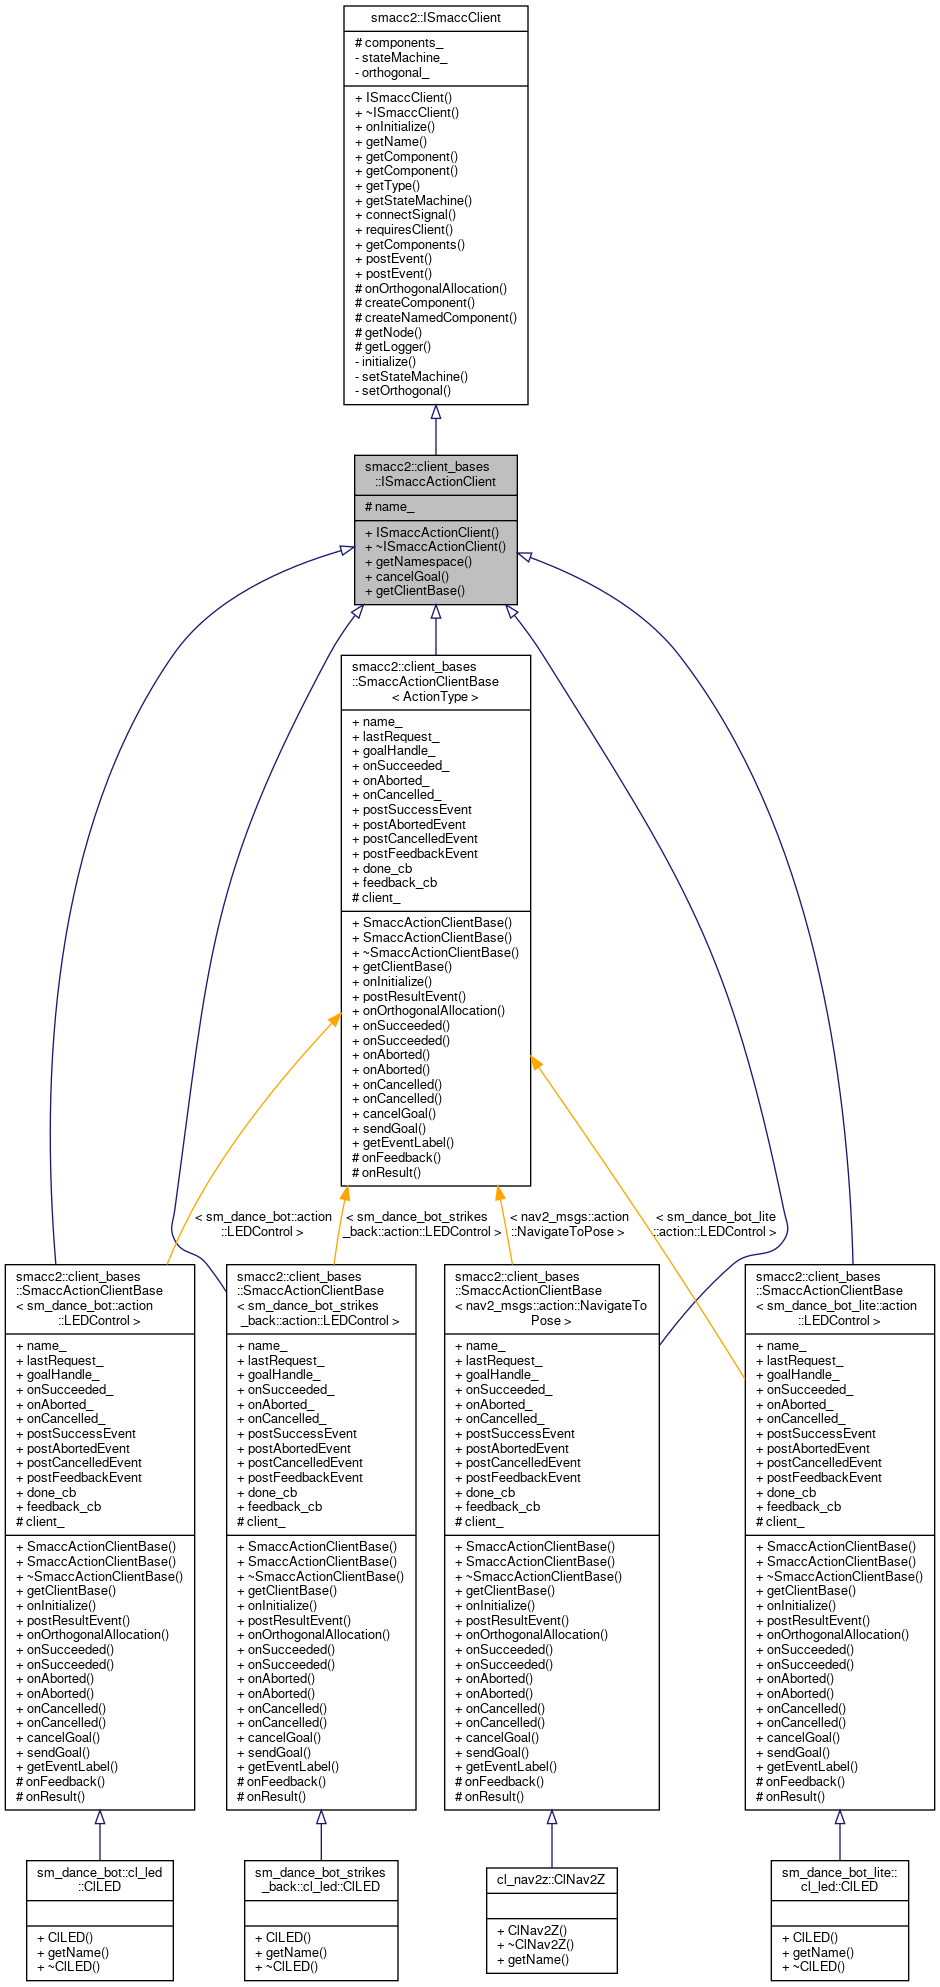 smacc2::ISmaccClient
# components_
- stateMachine_
- orthogonal_
+ ISmaccClient()
+ ~ISmaccClient()
+ onInitialize()
+ getName()
+ getComponent()
+ getComponent()
+ getType()
+ getStateMachine()
+ connectSignal()
+ requiresClient()
+ getComponents()
+ postEvent()
+ postEvent()
# onOrthogonalAllocation()
# createComponent()
# createNamedComponent()
# getNode()
# getLogger()
- initialize()
- setStateMachine()
- setOrthogonal()
smacc2::client_bases
::ISmaccActionClient
# name_
+ ISmaccActionClient()
+ ~ISmaccActionClient()
+ getNamespace()
+ cancelGoal()
+ getClientBase()
smacc2::client_bases
::SmaccActionClientBase
< ActionType >
+ name_
+ lastRequest_
+ goalHandle_
+ onSucceeded_
+ onAborted_
+ onCancelled_
+ postSuccessEvent
+ postAbortedEvent
+ postCancelledEvent
+ postFeedbackEvent
+ done_cb
+ feedback_cb
# client_
+ SmaccActionClientBase()
+ SmaccActionClientBase()
+ ~SmaccActionClientBase()
+ getClientBase()
+ onInitialize()
+ postResultEvent()
+ onOrthogonalAllocation()
+ onSucceeded()
+ onSucceeded()
+ onAborted()
+ onAborted()
+ onCancelled()
+ onCancelled()
+ cancelGoal()
+ sendGoal()
+ getEventLabel()
# onFeedback()
# onResult()
< sm_dance_bot::action
::LEDControl >
< sm_dance_bot_strikes
_back::action::LEDControl >
< nav2_msgs::action
::NavigateToPose >
< sm_dance_bot_lite
::action::LEDControl >
smacc2::client_bases
::SmaccActionClientBase
< sm_dance_bot::action
::LEDControl >
+ name_
+ lastRequest_
+ goalHandle_
+ onSucceeded_
+ onAborted_
+ onCancelled_
+ postSuccessEvent
+ postAbortedEvent
+ postCancelledEvent
+ postFeedbackEvent
+ done_cb
+ feedback_cb
# client_
+ SmaccActionClientBase()
+ SmaccActionClientBase()
+ ~SmaccActionClientBase()
+ getClientBase()
+ onInitialize()
+ postResultEvent()
+ onOrthogonalAllocation()
+ onSucceeded()
+ onSucceeded()
+ onAborted()
+ onAborted()
+ onCancelled()
+ onCancelled()
+ cancelGoal()
+ sendGoal()
+ getEventLabel()
# onFeedback()
# onResult()
smacc2::client_bases
::SmaccActionClientBase
< sm_dance_bot_strikes
_back::action::LEDControl >
+ name_
+ lastRequest_
+ goalHandle_
+ onSucceeded_
+ onAborted_
+ onCancelled_
+ postSuccessEvent
+ postAbortedEvent
+ postCancelledEvent
+ postFeedbackEvent
+ done_cb
+ feedback_cb
# client_
+ SmaccActionClientBase()
+ SmaccActionClientBase()
+ ~SmaccActionClientBase()
+ getClientBase()
+ onInitialize()
+ postResultEvent()
+ onOrthogonalAllocation()
+ onSucceeded()
+ onSucceeded()
+ onAborted()
+ onAborted()
+ onCancelled()
+ onCancelled()
+ cancelGoal()
+ sendGoal()
+ getEventLabel()
# onFeedback()
# onResult()
smacc2::client_bases
::SmaccActionClientBase
< nav2_msgs::action::NavigateTo
Pose >
+ name_
+ lastRequest_
+ goalHandle_
+ onSucceeded_
+ onAborted_
+ onCancelled_
+ postSuccessEvent
+ postAbortedEvent
+ postCancelledEvent
+ postFeedbackEvent
+ done_cb
+ feedback_cb
# client_
+ SmaccActionClientBase()
+ SmaccActionClientBase()
+ ~SmaccActionClientBase()
+ getClientBase()
+ onInitialize()
+ postResultEvent()
+ onOrthogonalAllocation()
+ onSucceeded()
+ onSucceeded()
+ onAborted()
+ onAborted()
+ onCancelled()
+ onCancelled()
+ cancelGoal()
+ sendGoal()
+ getEventLabel()
# onFeedback()
# onResult()
smacc2::client_bases
::SmaccActionClientBase
< sm_dance_bot_lite::action
::LEDControl >
+ name_
+ lastRequest_
+ goalHandle_
+ onSucceeded_
+ onAborted_
+ onCancelled_
+ postSuccessEvent
+ postAbortedEvent
+ postCancelledEvent
+ postFeedbackEvent
+ done_cb
+ feedback_cb
# client_
+ SmaccActionClientBase()
+ SmaccActionClientBase()
+ ~SmaccActionClientBase()
+ getClientBase()
+ onInitialize()
+ postResultEvent()
+ onOrthogonalAllocation()
+ onSucceeded()
+ onSucceeded()
+ onAborted()
+ onAborted()
+ onCancelled()
+ onCancelled()
+ cancelGoal()
+ sendGoal()
+ getEventLabel()
# onFeedback()
# onResult()
sm_dance_bot::cl_led
::ClLED
+ ClLED()
+ getName()
+ ~ClLED()
sm_dance_bot_strikes
_back::cl_led::ClLED
+ ClLED()
+ getName()
+ ~ClLED()
cl_nav2z::ClNav2Z
+ ClNav2Z()
+ ~ClNav2Z()
+ getName()
sm_dance_bot_lite::
cl_led::ClLED
+ ClLED()
+ getName()
+ ~ClLED()